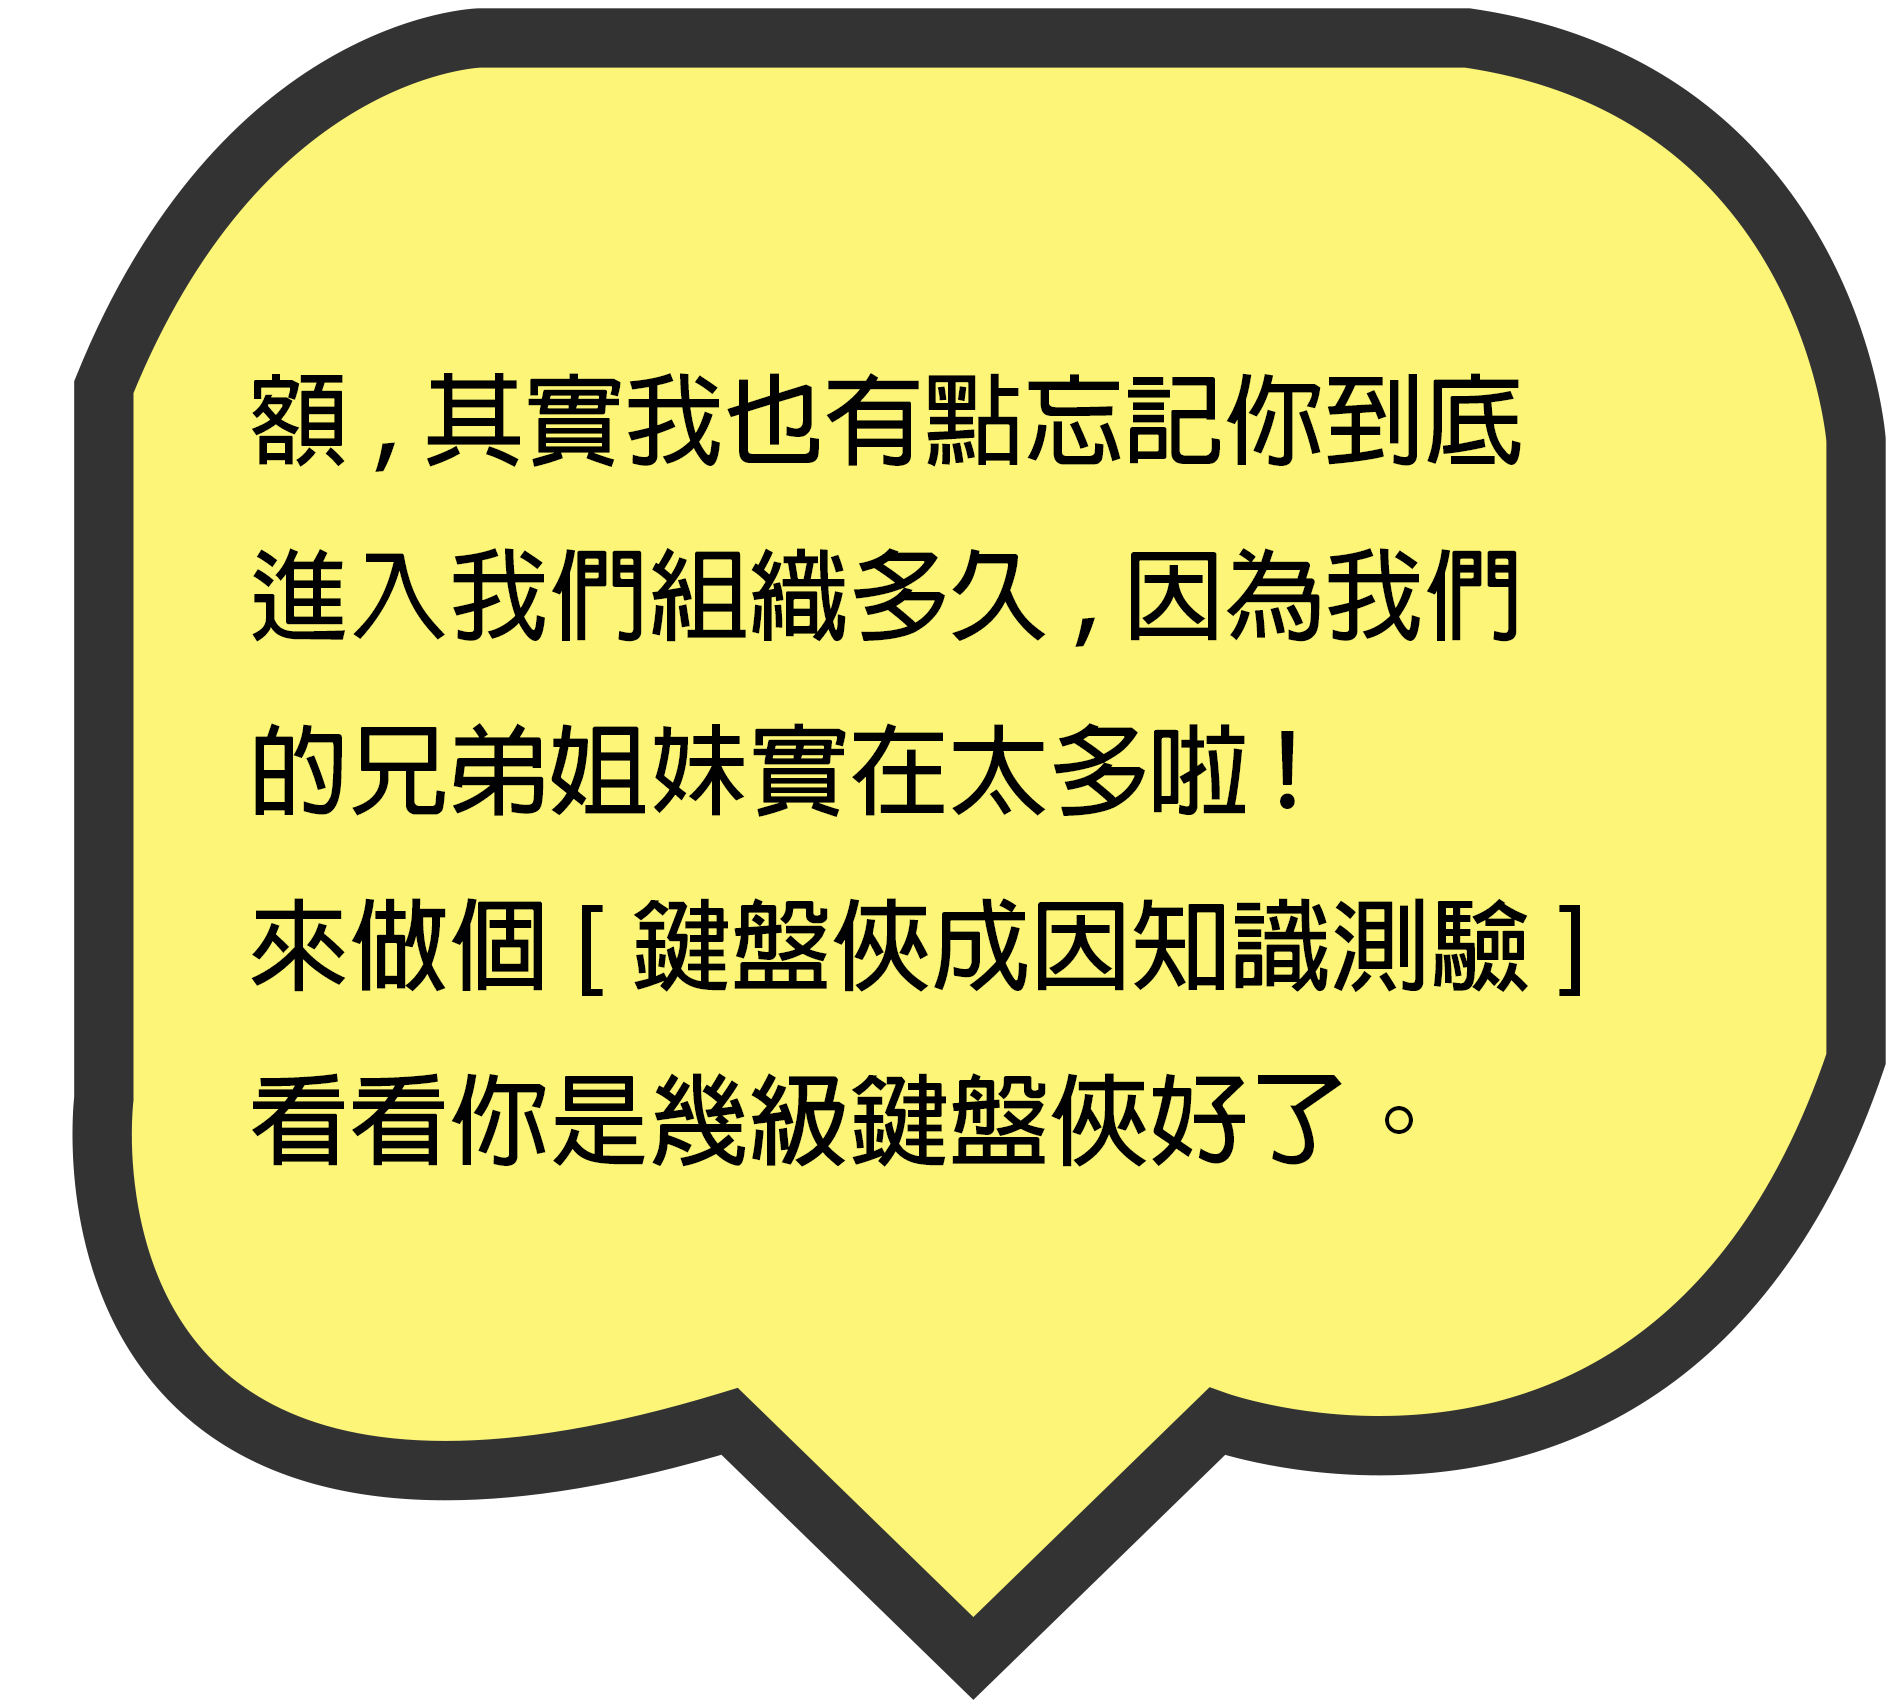 額,其實我也有點忘記你到底
進入我們組織多久,因為我們
的兄弟姐妹實在太多啦!
來做個[鍵盤俠成因知識測驗]
看看你是幾級鍵盤俠好了。